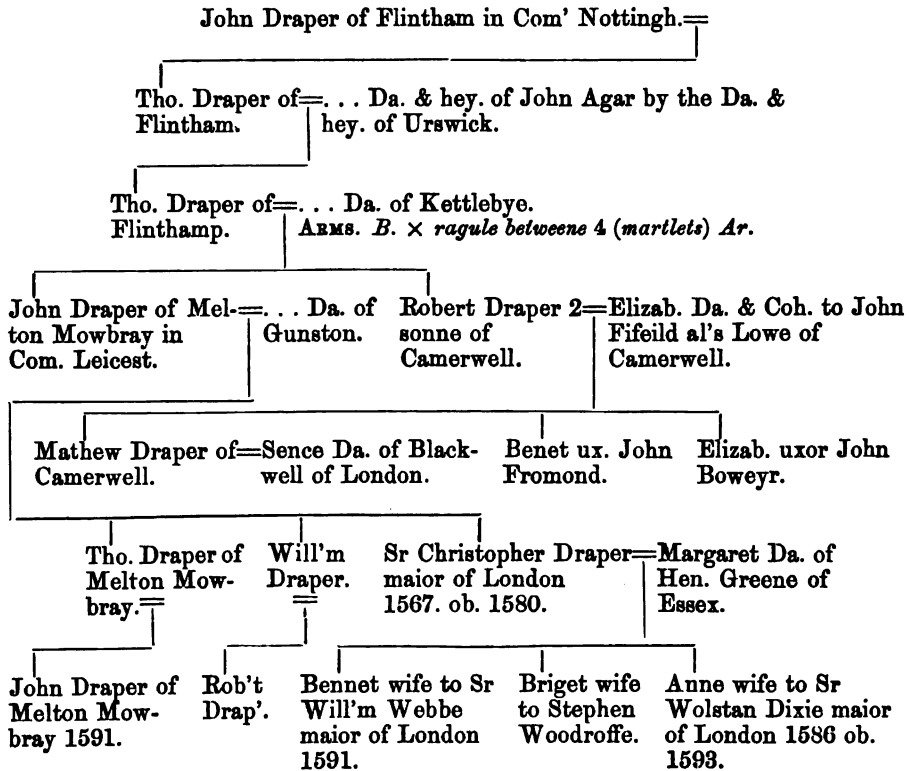 John Draper of Flintham in Com' Nottingh.=
Tho. Draper of=. . . Da. & hey. of John Agar by the Da. &
Flintham. hey. of Urswick.
Tho. Draper of=. . . Da. of Kettlebye.
Flinthamp. ARMS. B. × ragule betweene 4 (martlets) Ar.
John Draper of Mel-=. . . Da. of
ton Mowbray in Gunston.
Com. Leicest.
Robert Draper 2=Elizab. Da. & Coh. to John
sonne of Fifeild al's Lowe of
Camerwell. Camerwell.
Mathew Draper of=Sence Da. of Black-
Camerwell. well of London.
Benet ux. John
Fromond.
Elizab. uxor John
Boweyr.
Tho. Draper of
Melton Mow-
bray.=
Will'm
Draper.
=
Sr Christopher Draper=Margaret Da. of
maior of London Hen. Greene of
1567. ob. 1580. Essex.
John Draper of
Melton Mow-
bray 1591.
Rob't
Drap'.
Bennet wife to Sr
Will'm Webbe
maior of London
1591.
Briget wife
to Stephen
Woodroffe.
Anne wife to Sr
Wolstan Dixie maior
of London 1586 ob.
1593.